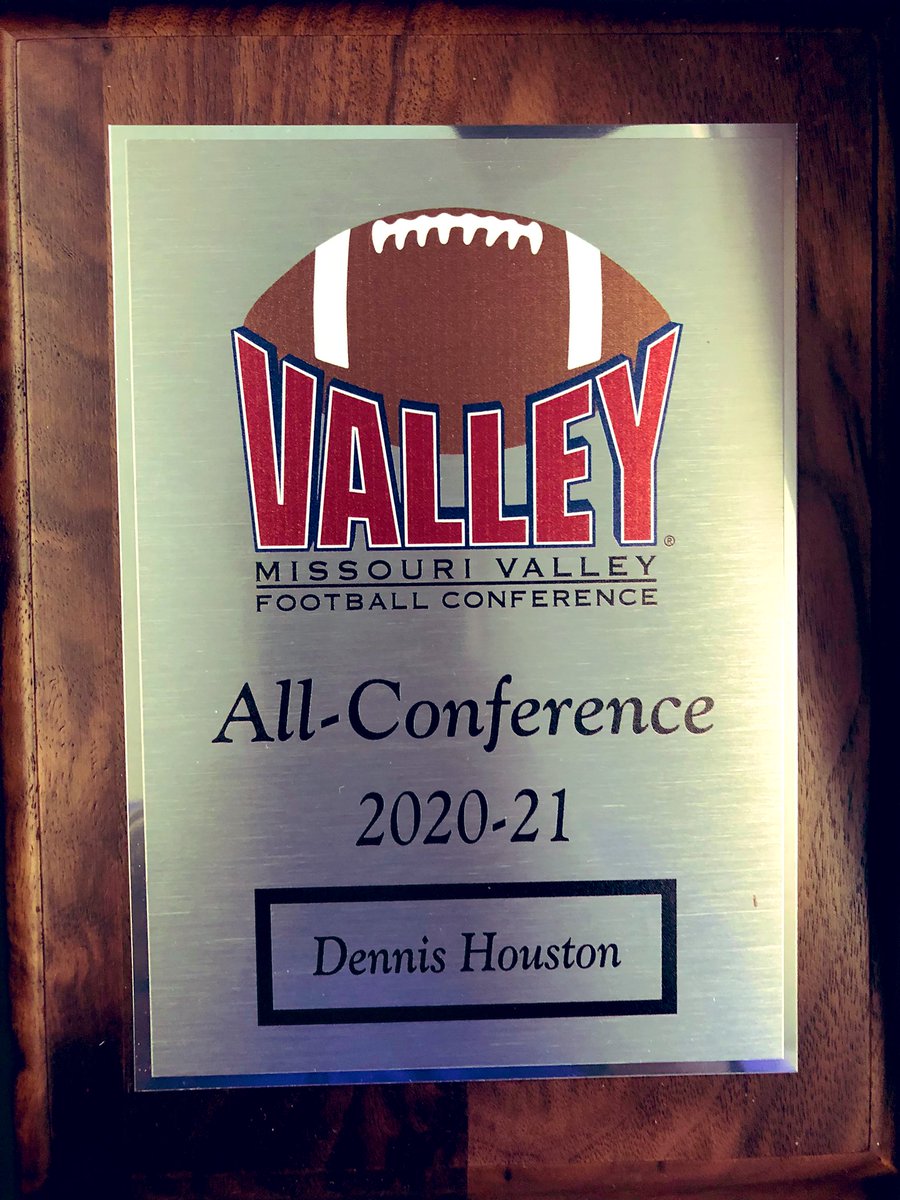 VALLEY®
MISSOURI VALLEY
FOOTBALL CONFERENCE
All-Conference
2020-21
Dennis Houston